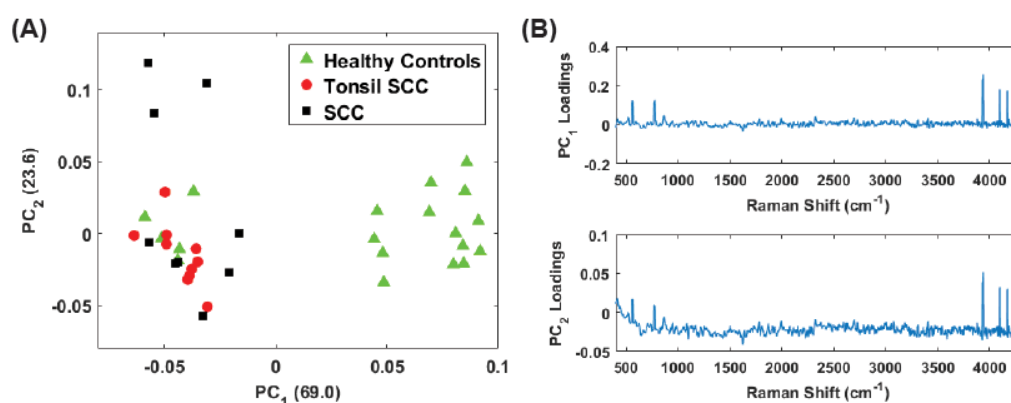 (A)
0.1
0.05
0
-0.05
PC2 (23.6)
-0.05
0
0.05
0.1
PC1 (69.0)
Healthy Controls
Tonsil SCC
SCC
(B)
0.4
0.2
0
-0.2
PC1 Loadings
500 1000 1500 2000 2500 3000 3500 4000
Raman Shift (cm-1)
0.1
0.05
0
-0.05
PC2 Loadings
500 1000 1500 2000 2500 3000 3500 4000
Raman Shift (cm-1)